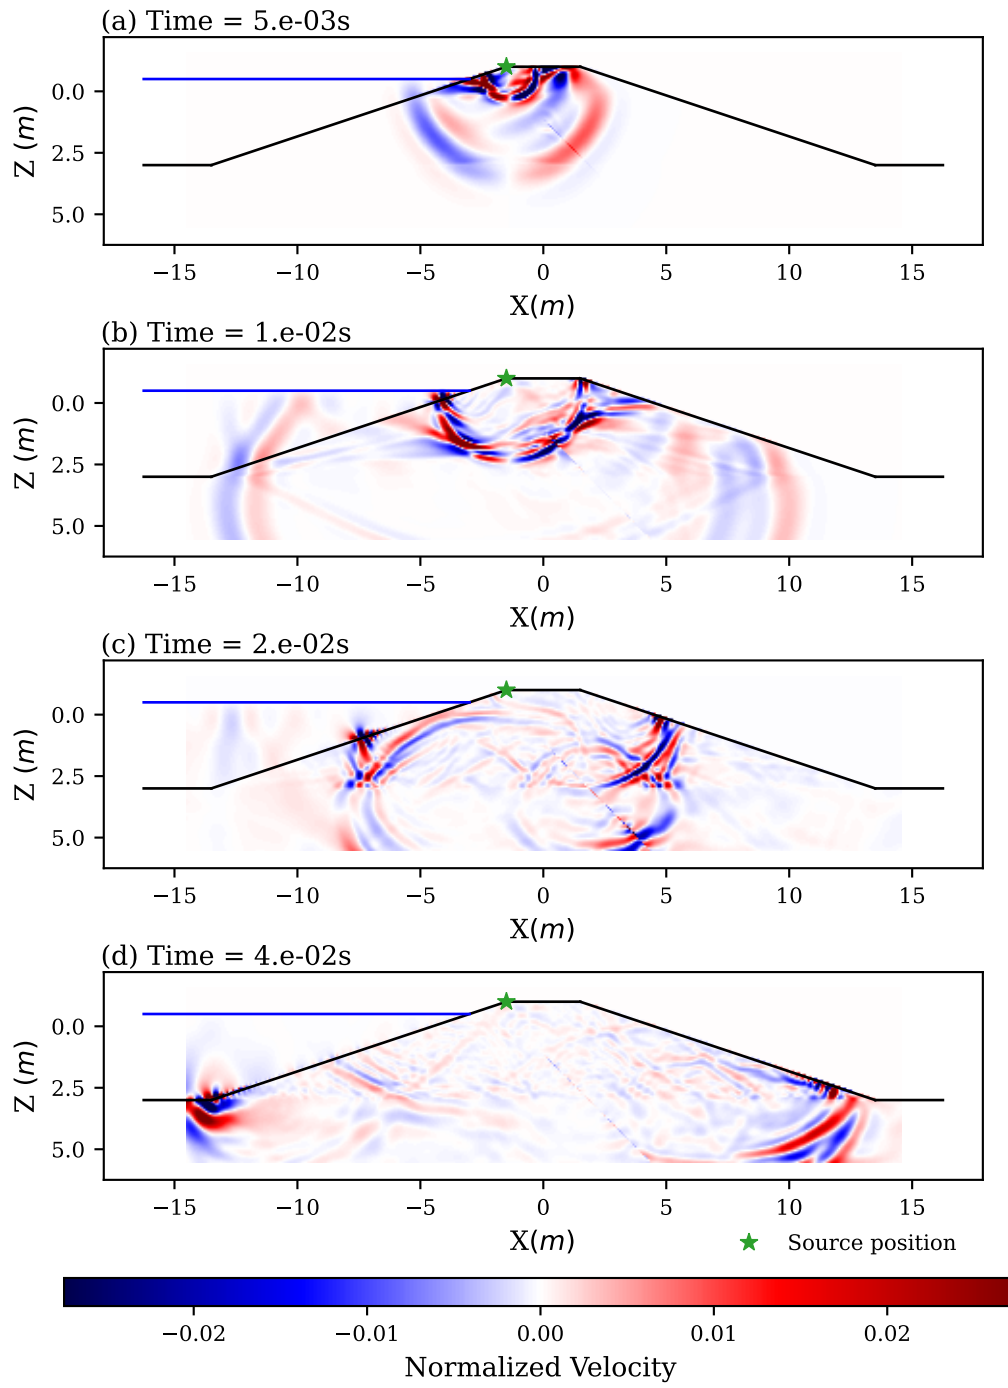 (a) Time = 5.e-03s
0.0
2.5
5.0
Z (m)
−15 −10 −5 0 5 10 15
X(m)
(b) Time = 1.e-02s
0.0
2.5
5.0
Z (m)
−15 −10 −5 0 5 10 15
X(m)
(c) Time = 2.e-02s
0.0
2.5
5.0
Z (m)
−15 −10 −5 0 5 10 15
X(m)
(d) Time = 4.e-02s
0.0
2.5
5.0
Z (m)
−15 −10 −5 0 5 10 15
X(m)
Source position
−0.02 −0.01 0.00 0.01 0.02
Normalized Velocity